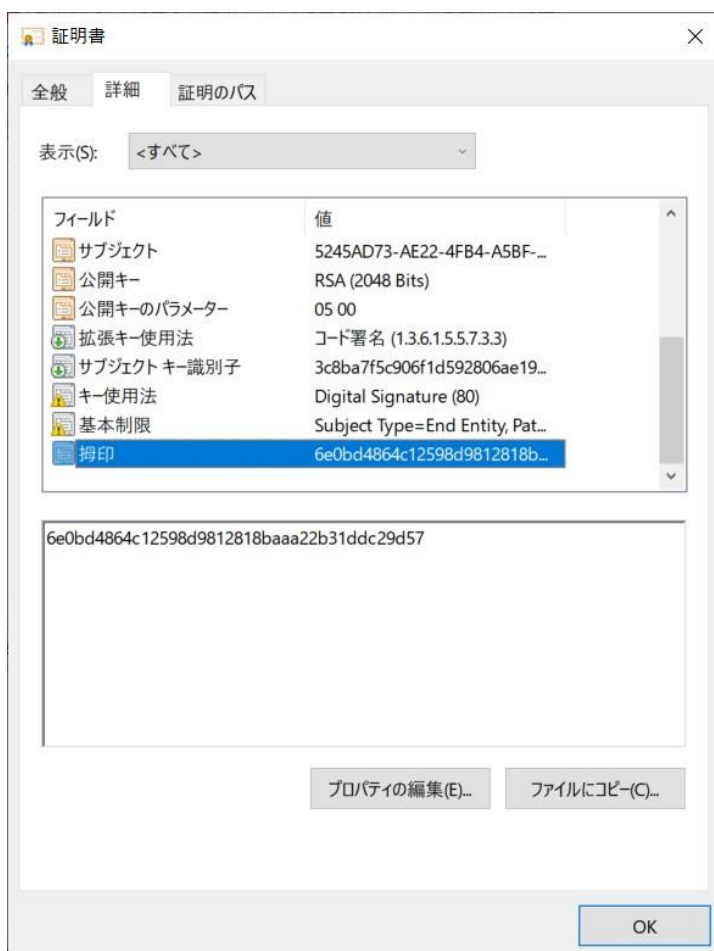 証明書
全般 詳細 証明のパス
表示(S): <すべて>
フィールド 値
サブジェクト 5245AD73-AE22-4FB4-A5BF-...
公開キー RSA (2048 Bits)
公開キーのパラメーター 05 00
拡張キー使用法 コード署名 (1.3.6.1.5.5.7.3.3)
サブジェクト キー識別子 3c8ba7f5c906f1d592806ae19...
キー使用法 Digital Signature (80)
基本制限 Subject Type=End Entity, Pat...
拇印 6e0bd4864c12598d9812818b...
6e0bd4864c12598d9812818baaa22b31ddc29d57
プロパティの編集(E)... ファイルにコピー(C)...
OK